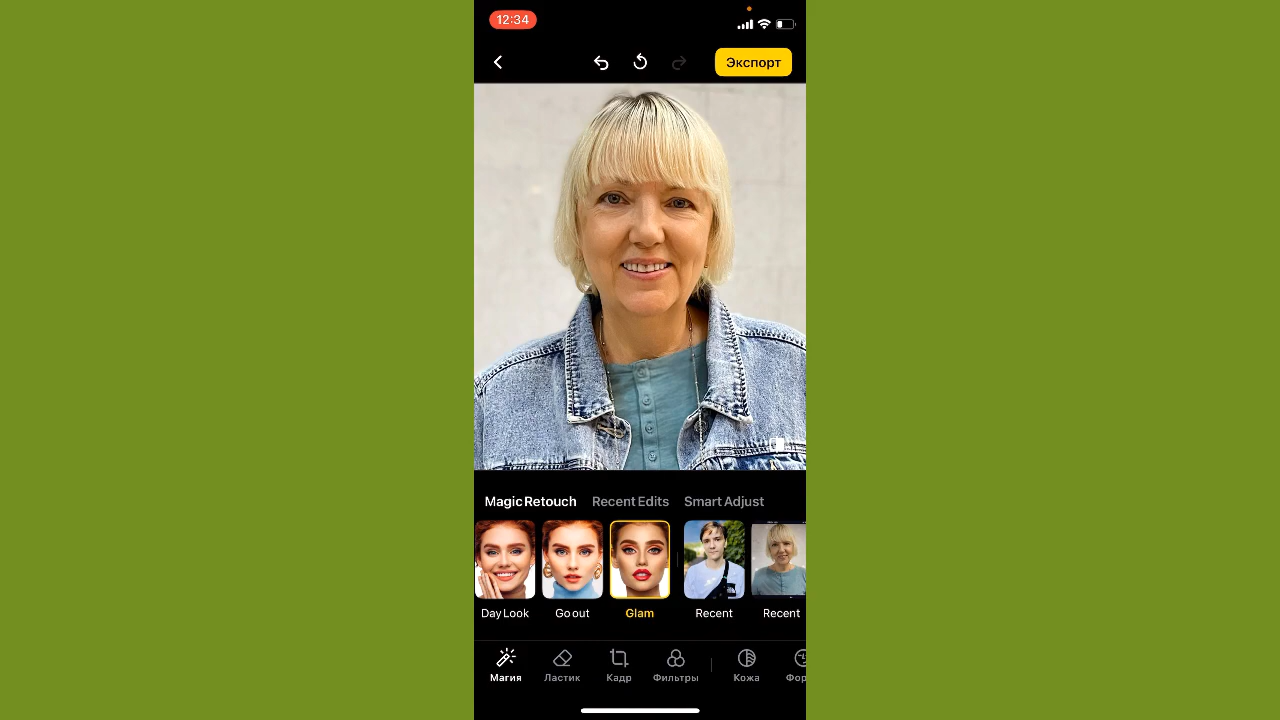 12:34
Экспорт
Magic Retouch Recent Edits Smart Adjust
Day Look Go out Glam Recent Recent
Магия Ластик Кадр Фильтры Кожа Фор